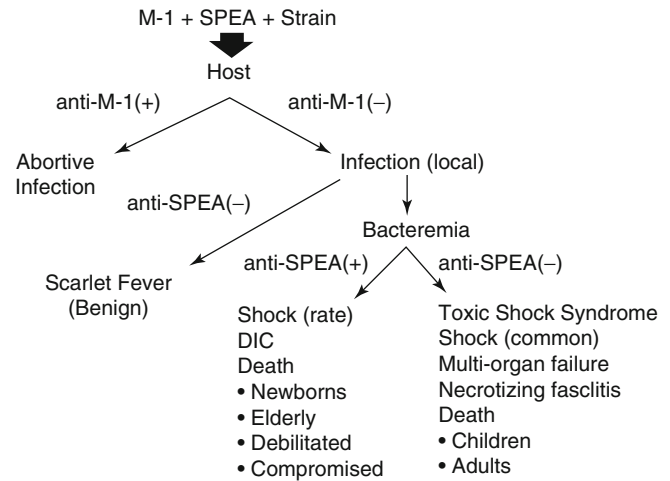 M-1 + SPEA + Strain
Host
anti-M-1(+)
anti-M-1(–)
Abortive
Infection
Infection (local)
anti-SPEA(–)
Bacteremia
Scarlet Fever
(Benign)
anti-SPEA(+)
anti-SPEA(–)
Shock (rate)
DIC
Death
• Newborns
• Elderly
• Debilitated
• Compromised
Toxic Shock Syndrome
Shock (common)
Multi-organ failure
Necrotizing fasclitis
Death
• Children
• Adults